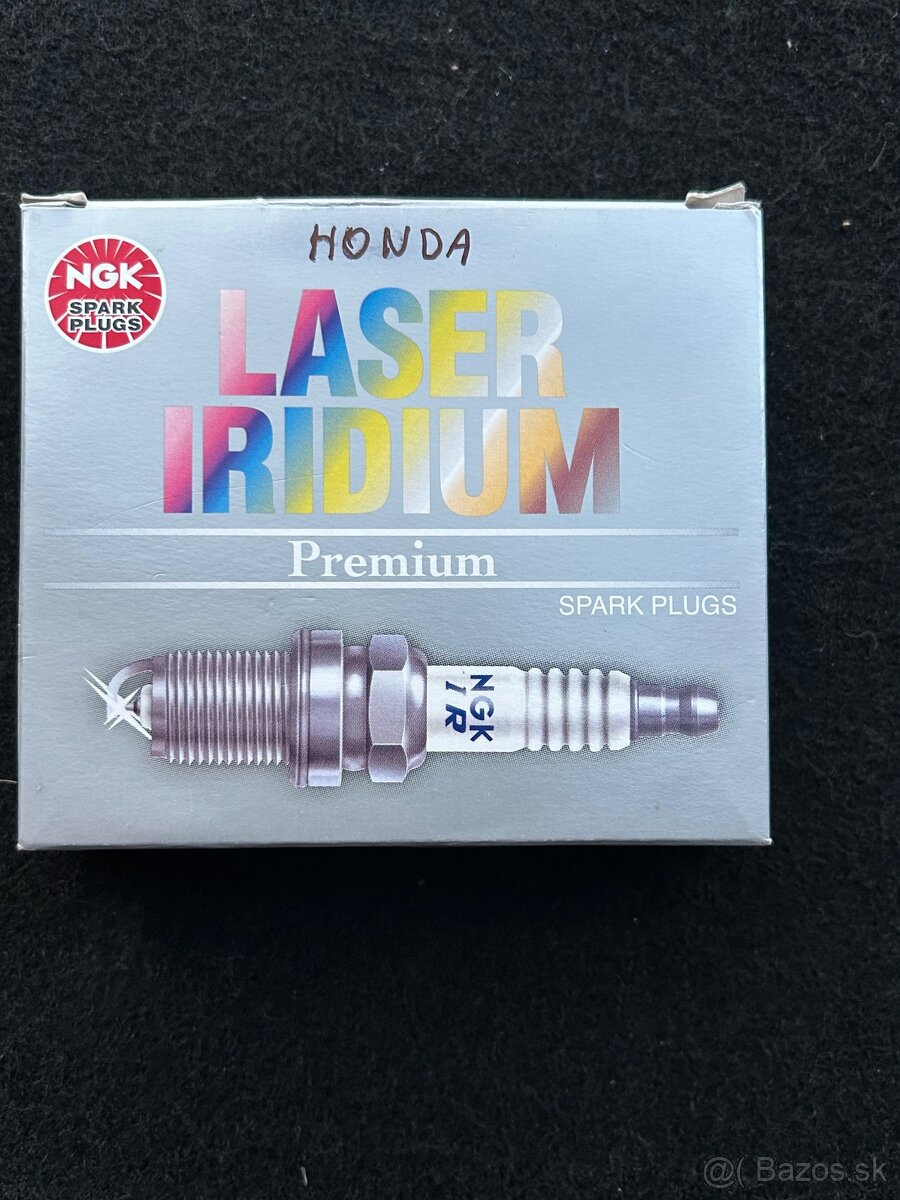 HONDA
NGK
SPARK
PLUGS
LASER
IRIDIUM
Premium
SPARK PLUGS
NGK
IR
@( Bazos.sk